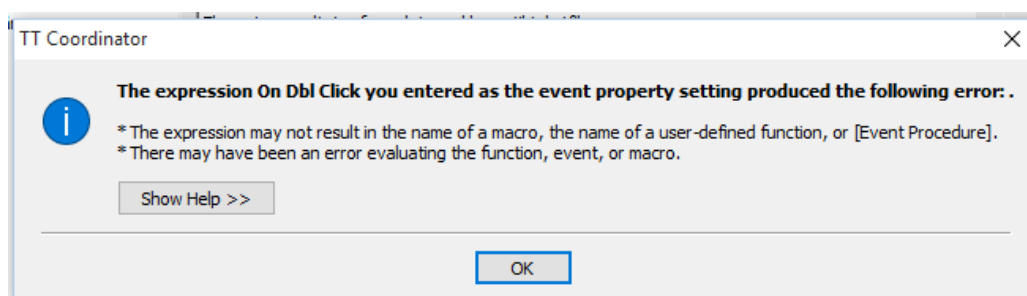 TT Coordinator
The expression On Dbl Click you entered as the event property setting produced the following error: .
* The expression may not result in the name of a macro, the name of a user-defined function, or [Event Procedure].
* There may have been an error evaluating the function, event, or macro.
Show Help >>
OK